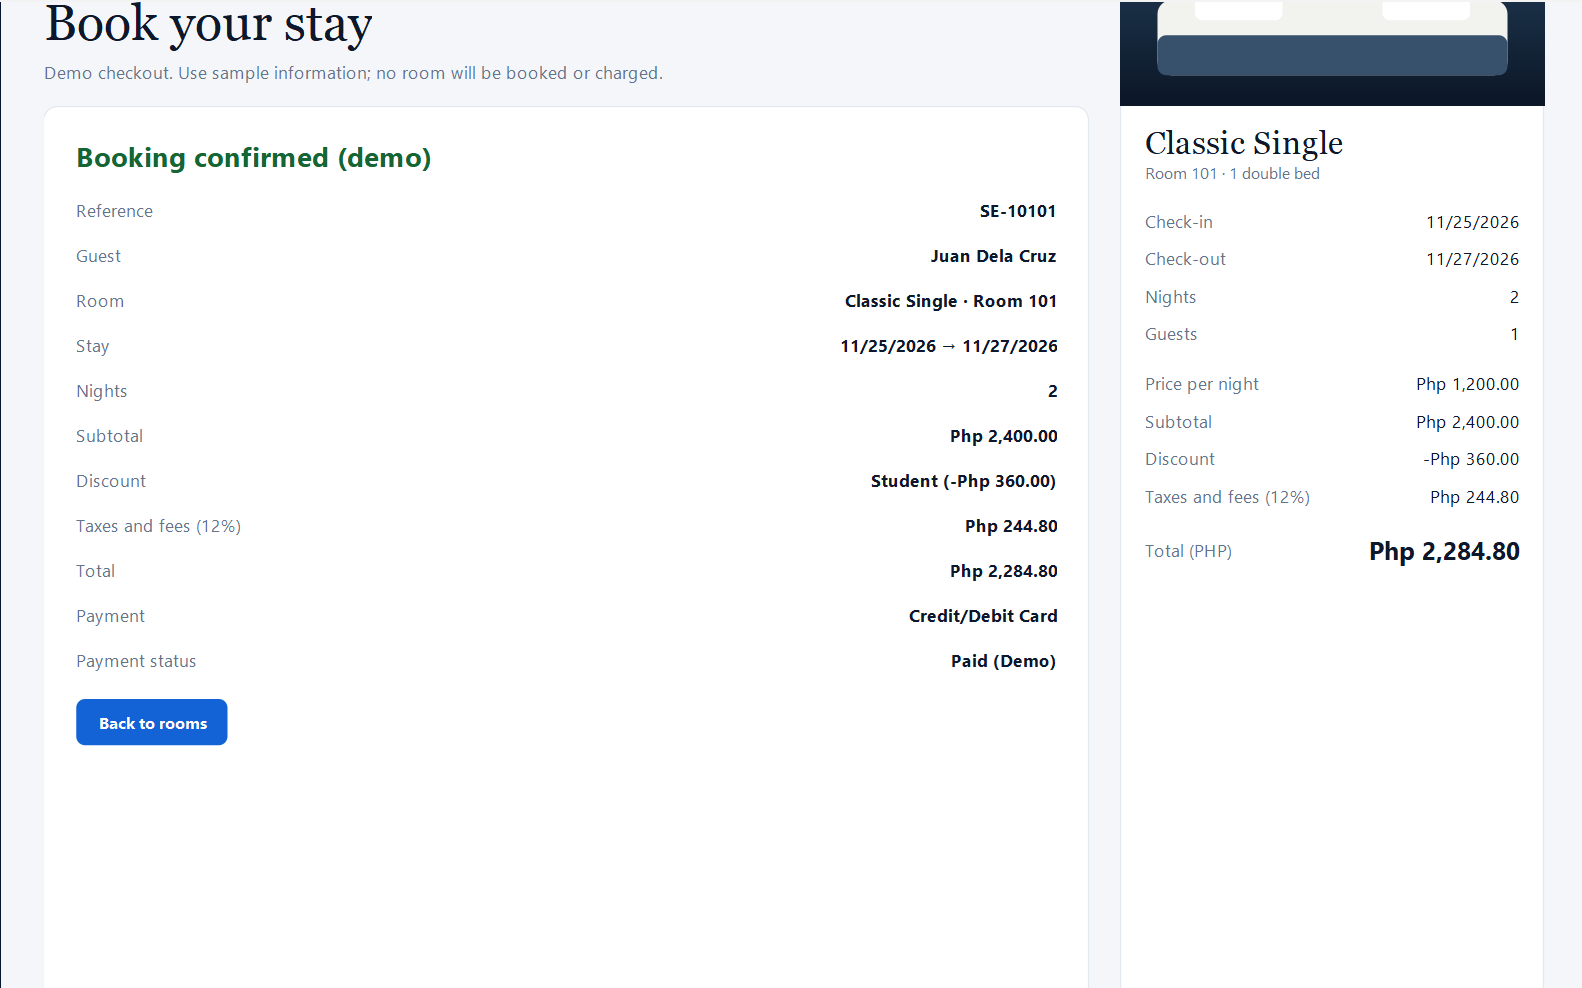 Book your stay
Demo checkout. Use sample information; no room will be booked or charged.
Booking confirmed (demo)
Reference SE-10101
Guest Juan Dela Cruz
Room Classic Single · Room 101
Stay 11/25/2026 → 11/27/2026
Nights 2
Subtotal Php 2,400.00
Discount Student (-Php 360.00)
Taxes and fees (12%) Php 244.80
Total Php 2,284.80
Payment Credit/Debit Card
Payment status Paid (Demo)
Back to rooms
Classic Single
Room 101 · 1 double bed
Check-in 11/25/2026
Check-out 11/27/2026
Nights 2
Guests 1
Price per night Php 1,200.00
Subtotal Php 2,400.00
Discount -Php 360.00
Taxes and fees (12%) Php 244.80
Total (PHP) Php 2,284.80